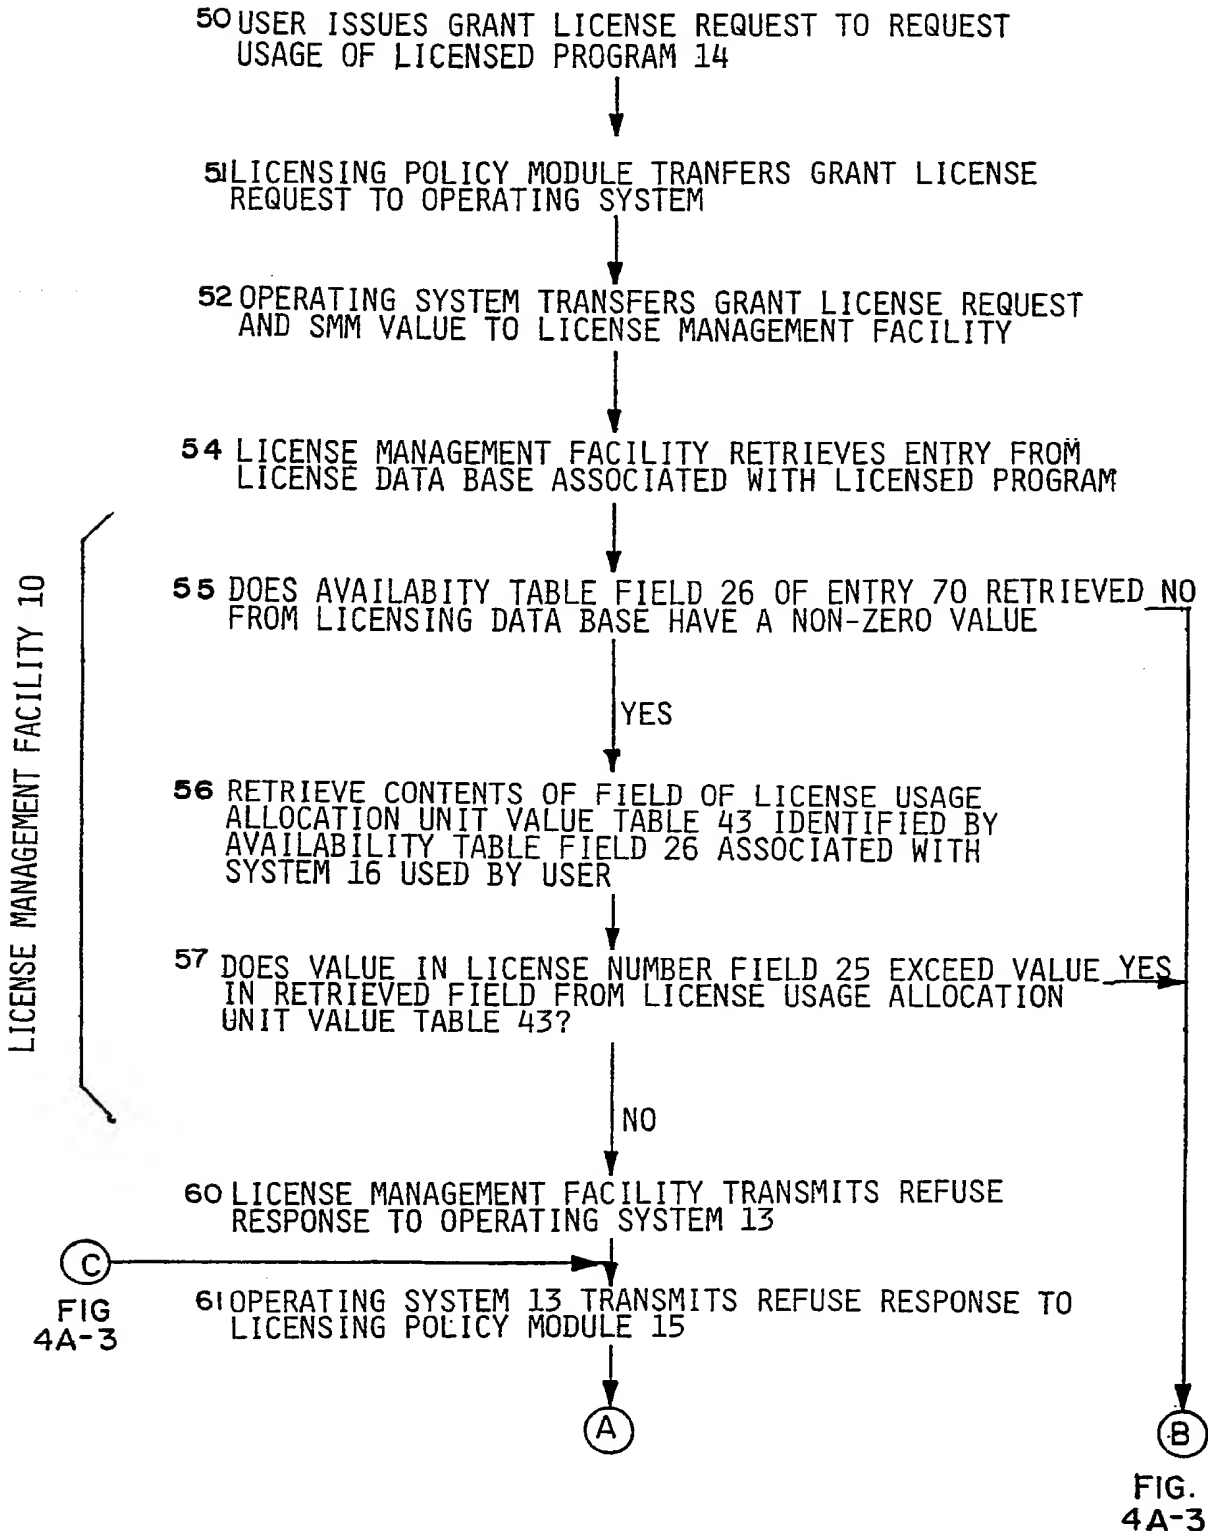 50 USER ISSUES GRANT LICENSE REQUEST TO REQUEST
USAGE OF LICENSED PROGRAM 14
51 LICENSING POLICY MODULE TRANFERS GRANT LICENSE
REQUEST TO OPERATING SYSTEM
52 OPERATING SYSTEM TRANSFERS GRANT LICENSE REQUEST
AND SMM VALUE TO LICENSE MANAGEMENT FACILITY
54 LICENSE MANAGEMENT FACILITY RETRIEVES ENTRY FROM
LICENSE DATA BASE ASSOCIATED WITH LICENSED PROGRAM
LICENSE MANAGEMENT FACILITY 10
55 DOES AVAILABITY TABLE FIELD 26 OF ENTRY 70 RETRIEVED NO
FROM LICENSING DATA BASE HAVE A NON-ZERO VALUE
YES
56 RETRIEVE CONTENTS OF FIELD OF LICENSE USAGE
ALLOCATION UNIT VALUE TABLE 43 IDENTIFIED BY
AVAILABILITY TABLE FIELD 26 ASSOCIATED WITH
SYSTEM 16 USED BY USER
57 DOES VALUE IN LICENSE NUMBER FIELD 25 EXCEED VALUE YES
IN RETRIEVED FIELD FROM LICENSE USAGE ALLOCATION
UNIT VALUE TABLE 43?
NO
60 LICENSE MANAGEMENT FACILITY TRANSMITS REFUSE
RESPONSE TO OPERATING SYSTEM 13
C
FIG
4A-3
61 OPERATING SYSTEM 13 TRANSMITS REFUSE RESPONSE TO
LICENSING POLICY MODULE 15
A
B
FIG.
4A-3